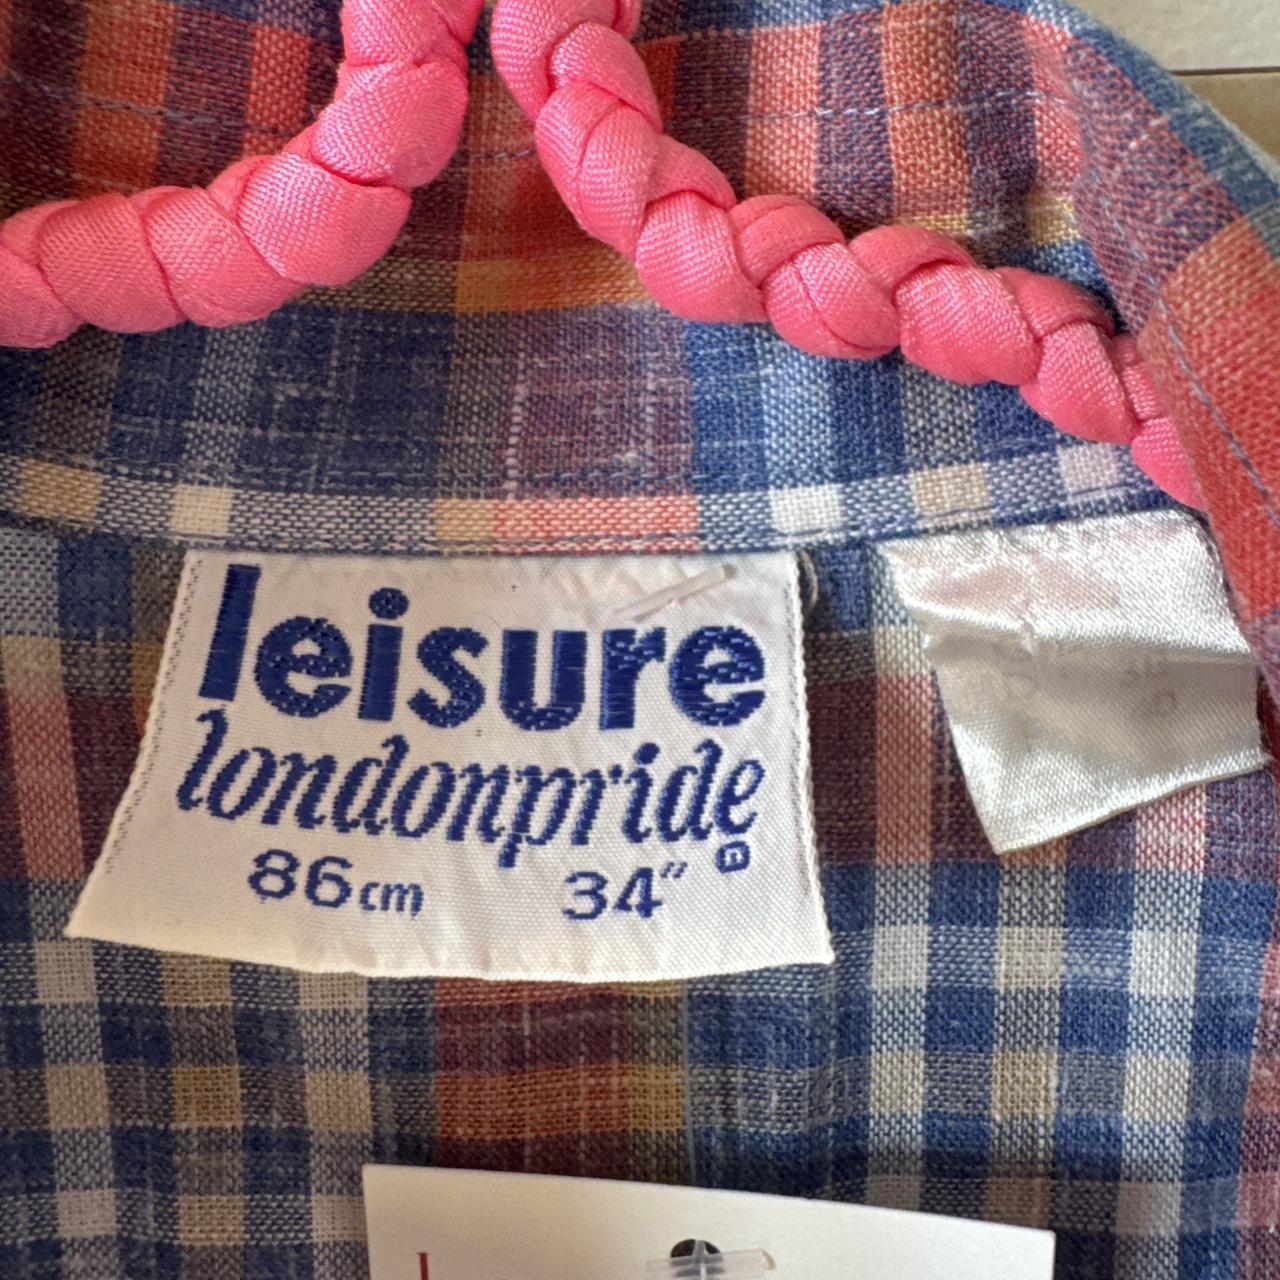 leisure
londonpride
86cm 34"